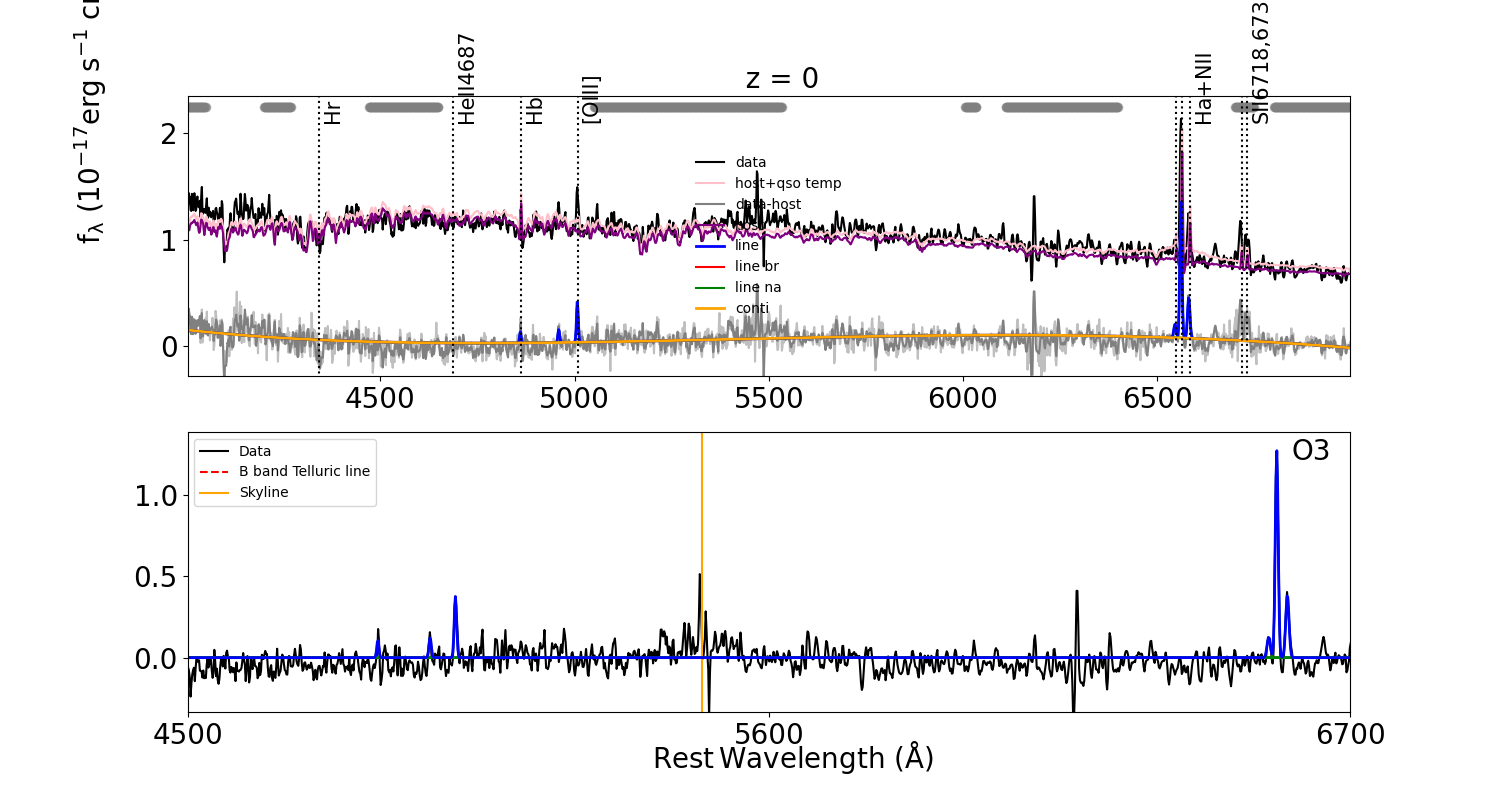 z = 0
fλ (10⁻¹⁷erg s⁻¹ c
Hr
HeII4687
Hb
[OIII]
Ha+NII
SII6718,673
2
1
0
data
host+qso temp
data-host
line
line br
line na
conti
4500
5000
5500
6000
6500
Data
B band Telluric line
Skyline
O3
1.0
0.5
0.0
4500
5600
6700
Rest Wavelength (Å)